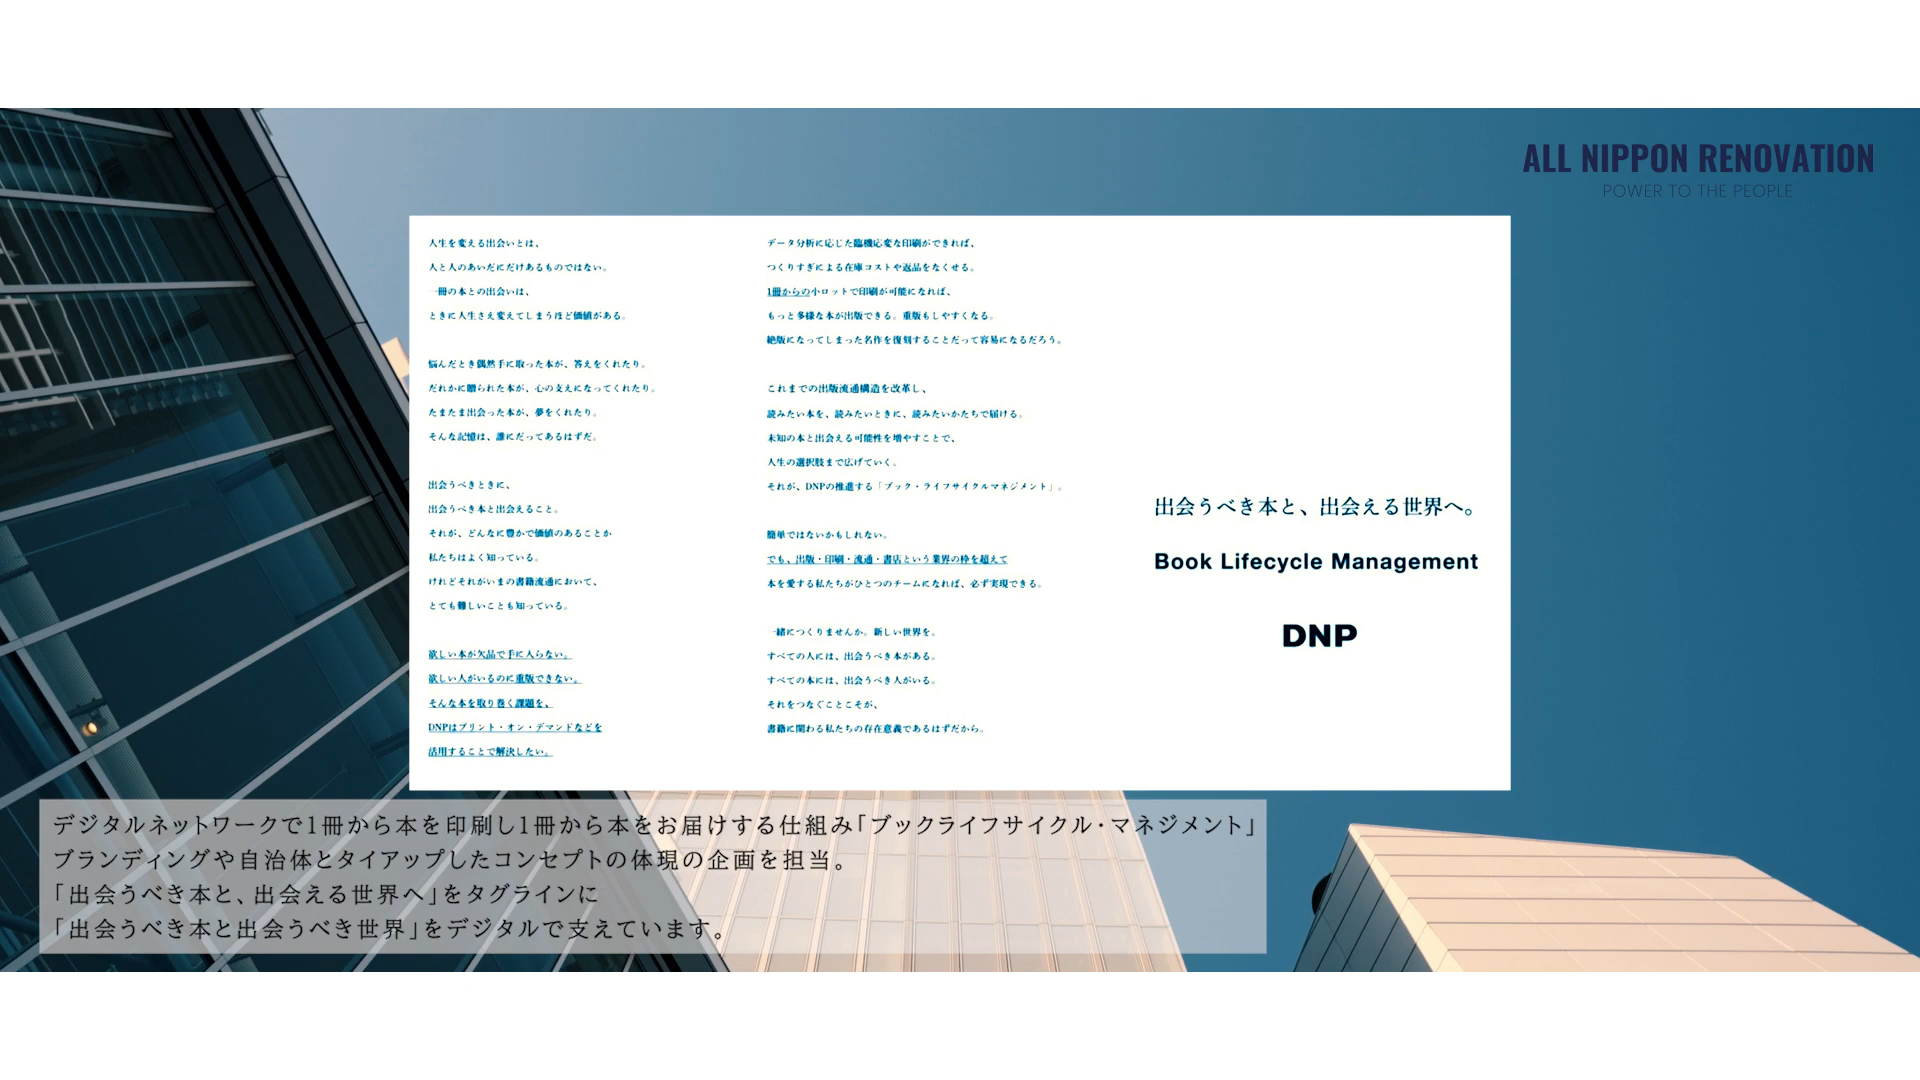 ALL NIPPON RENOVATION
POWER TO THE PEOPLE
人生を変える出会いとは、
人と人のあいだにだけあるものではない。
一冊の本との出会いは、
ときに人生さえ変えてしまうほど価値がある。
悩んだとき偶然手に取った本が、答えをくれたり。
だれかに贈られた本が、心の支えになってくれたり。
たまたま出会った本が、夢をくれたり。
そんな記憶は、誰にだってあるはずだ。
出会うべきときに、
出会うべき本と出会えること。
それが、どんなに豊かで価値のあることか
私たちはよく知っている。
けれどそれがいまの書籍流通において、
とても難しいことも知っている。
欲しい本が欠品で手に入らない。
欲しい人がいるのに重版できない。
そんな本を取り巻く課題を、
DNPはプリント・オン・デマンドなどを
活用することで解決したい。
データ分析に応じた臨機応変な印刷ができれば、
つくりすぎによる在庫コストや返品をなくせる。
1冊からの小ロットで印刷が可能になれば、
もっと多様な本が出版できる。重版もしやすくなる。
絶版になってしまった名作を復刻することだって容易になるだろう。
これまでの出版流通構造を改革し、
読みたい本を、読みたいときに、読みたいかたちで届ける。
未知の本と出会える可能性を増やすことで、
人生の選択肢まで広げていく。
それが、DNPの推進する「ブック・ライフサイクルマネジメント」。
簡単ではないかもしれない。
でも、出版・印刷・流通・書店という業界の枠を超えて
本を愛する私たちがひとつのチームになれば、必ず実現できる。
一緒につくりませんか。新しい世界を。
すべての人には、出会うべき本がある。
すべての本には、出会うべき人がいる。
それをつなぐことこそが、
書籍に関わる私たちの存在意義であるはずだから。
出会うべき本と、出会える世界へ。
Book Lifecycle Management
DNP
デジタルネットワークで1冊から本を印刷し1冊から本をお届けする仕組み「ブックライフサイクル・マネジメント」
ブランディングや自治体とタイアップしたコンセプトの体現の企画を担当。
「出会うべき本と、出会える世界へ」をタグラインに
「出会うべき本と出会うべき世界」をデジタルで支えています。